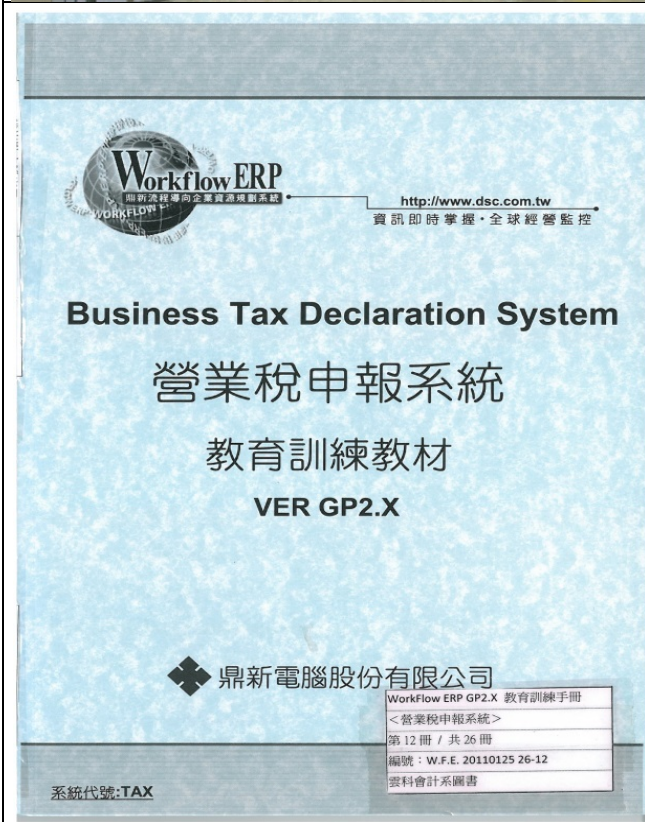 Workflow ERP
鼎新流程導向企業資源規劃系統
WORKFLOW
http://www.dsc.com.tw
資訊即時掌握・全球經營監控
Business Tax Declaration System
營業稅申報系統
教育訓練教材
VER GP2.X
鼎新電腦股份有限公司
WorkFlow ERP GP2.X 教育訓練手冊
<營業稅申報系統>
第 12 冊 / 共 26 冊
編號：W.F.E. 20110125 26-12
雲科會計系圖書
系統代號:TAX